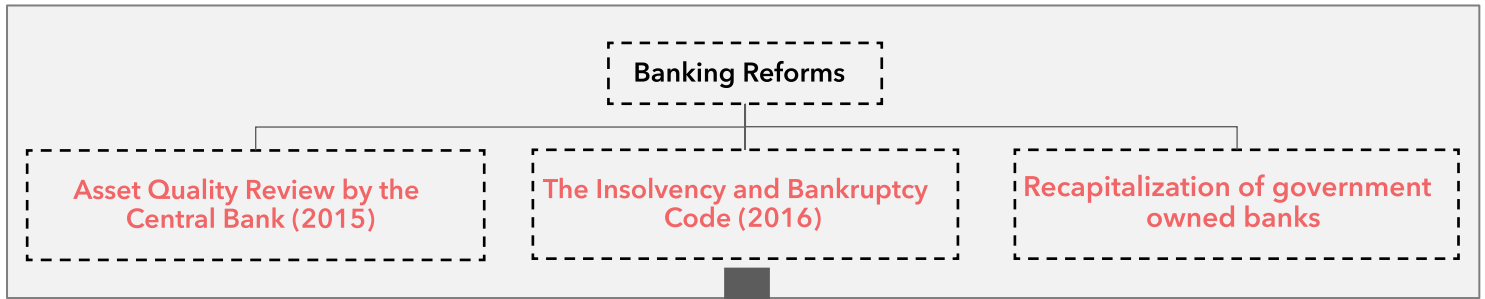 Banking Reforms
Asset Quality Review by the
Central Bank (2015)
The Insolvency and Bankruptcy
Code (2016)
Recapitalization of government
owned banks